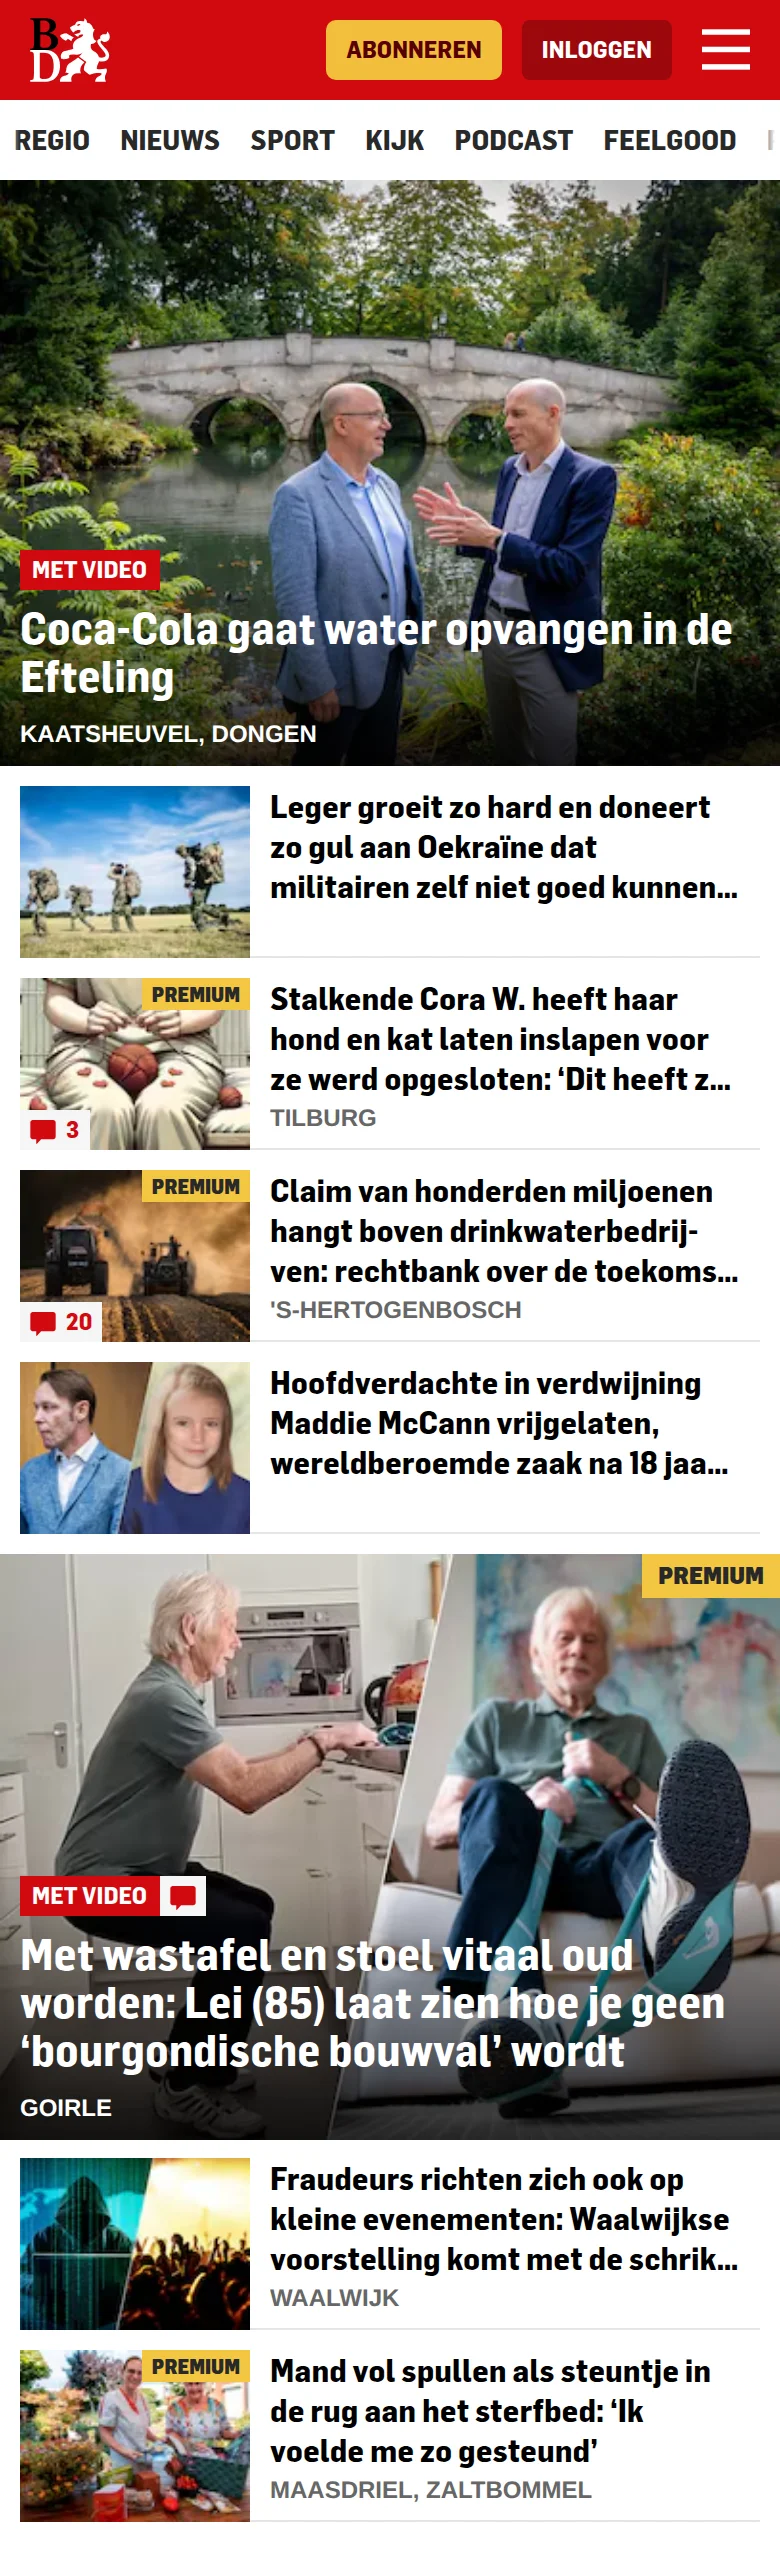 B
D
ABONNEREN
INLOGGEN
REGIO NIEUWS SPORT KIJK PODCAST FEELGOOD
MET VIDEO
Coca-Cola gaat water opvangen in de
Efteling
KAATSHEUVEL, DONGEN
Leger groeit zo hard en doneert
zo gul aan Oekraïne dat
militairen zelf niet goed kunnen...
PREMIUM
3
Stalkende Cora W. heeft haar
hond en kat laten inslapen voor
ze werd opgesloten: ‘Dit heeft z...
TILBURG
PREMIUM
20
Claim van honderden miljoenen
hangt boven drinkwaterbedrij-
ven: rechtbank over de toekoms...
'S-HERTOGENBOSCH
Hoofdverdachte in verdwijning
Maddie McCann vrijgelaten,
wereldberoemde zaak na 18 jaa...
PREMIUM
MET VIDEO
Met wastafel en stoel vitaal oud
worden: Lei (85) laat zien hoe je geen
‘bourgondische bouwval’ wordt
GOIRLE
Fraudeurs richten zich ook op
kleine evenementen: Waalwijkse
voorstelling komt met de schrik...
WAALWIJK
PREMIUM
Mand vol spullen als steuntje in
de rug aan het sterfbed: ‘Ik
voelde me zo gesteund’
MAASDRIEL, ZALTBOMMEL